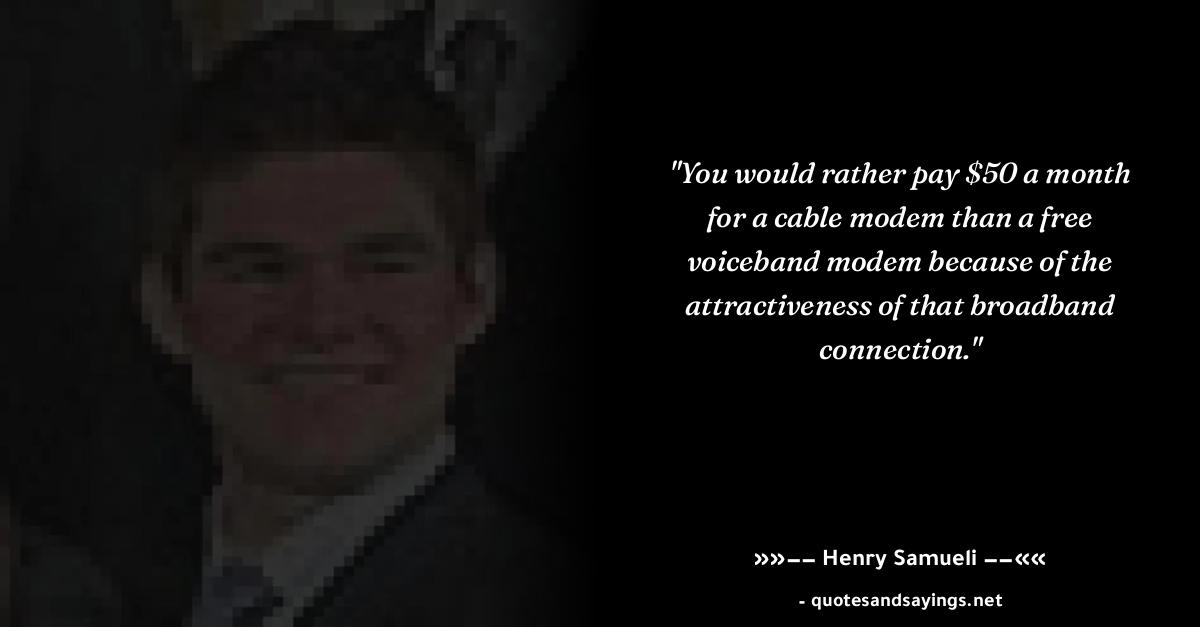 "You would rather pay $50 a month
for a cable modem than a free
voiceband modem because of the
attractiveness of that broadband
connection."
»»−− Henry Samueli −−««
- quotesandsayings.net